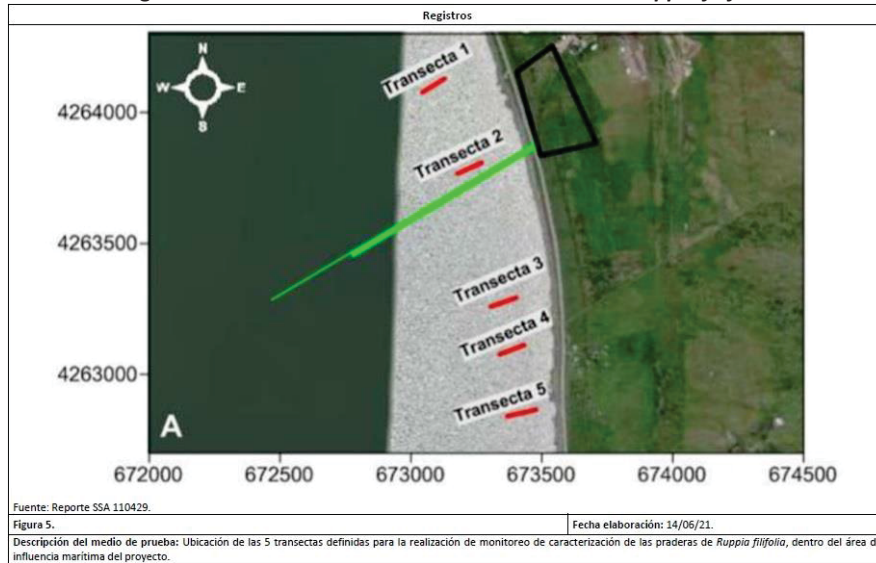 Registros
N
W
E
S
4264000
4263500
4263000
Transecta 1
Transecta 2
Transecta 3
Transecta 4
Transecta 5
A
672000 672500 673000 673500 674000 674500
Fuente: Reporte SSA 110429.
Figura 5.
Fecha elaboración: 14/06/21.
Descripción del medio de prueba: Ubicación de las 5 transectas definidas para la realización de monitoreo de caracterización de las praderas de Ruppia filifolia, dentro del área d
influencia marítima del proyecto.